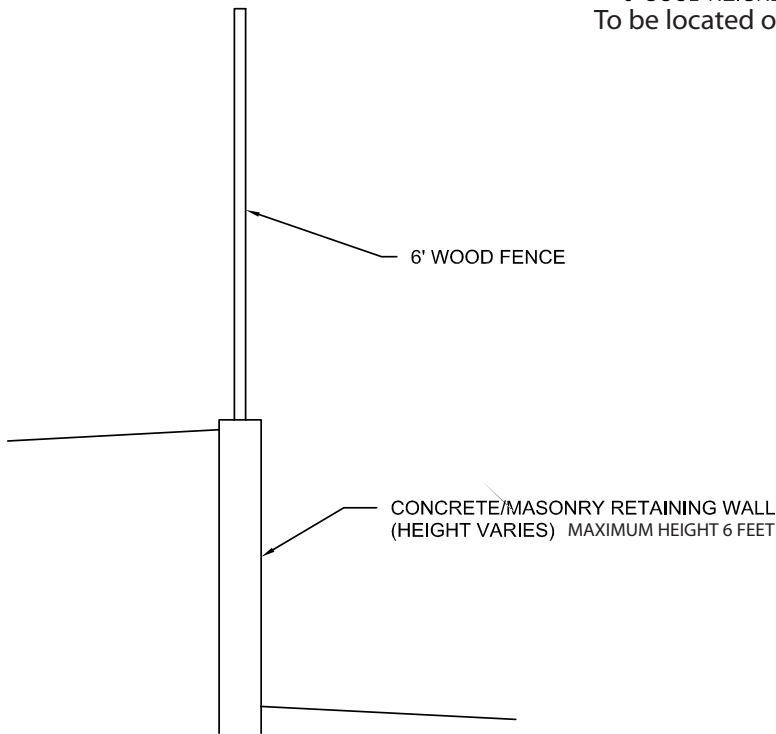 To be located o
6' WOOD FENCE
CONCRETE/MASONRY RETAINING WALL
(HEIGHT VARIES) MAXIMUM HEIGHT 6 FEET